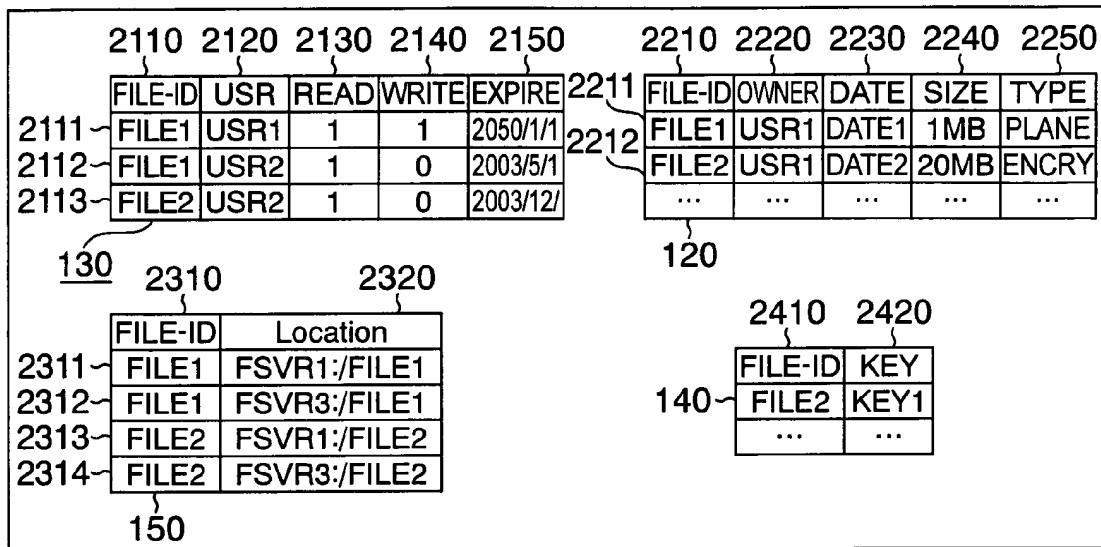 2110 2120 2130 2140 2150
FILE-ID USR READ WRITE EXPIRE
2111 FILE1 USR1 1 1 2050/1/1
2112 FILE1 USR2 1 0 2003/5/1
2113 FILE2 USR2 1 0 2003/12/
130
2210 2220 2230 2240 2250
2211 FILE-ID OWNER DATE SIZE TYPE
2212 FILE1 USR1 DATE1 1MB PLANE
FILE2 USR1 DATE2 20MB ENCRY
... ... ... ... ...
120
2310 2320
FILE-ID Location
2311 FILE1 FSVR1:/FILE1
2312 FILE1 FSVR3:/FILE1
2313 FILE2 FSVR1:/FILE2
2314 FILE2 FSVR3:/FILE2
150
2410 2420
FILE-ID KEY
140 FILE2 KEY1
... ...